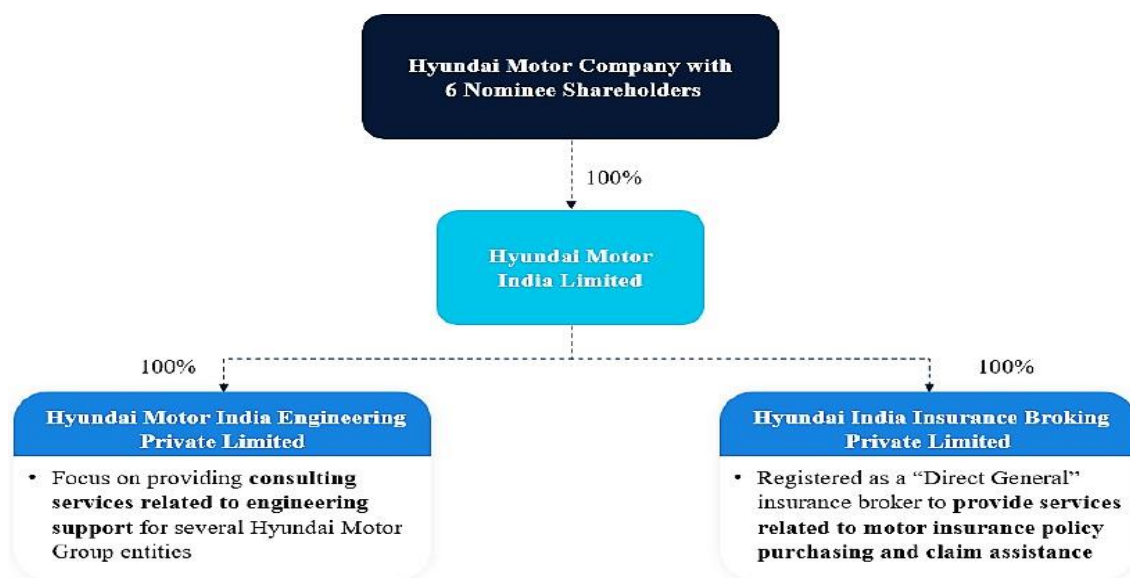 Hyundai Motor Company with
6 Nominee Shareholders
100%
Hyundai Motor
India Limited
100%
100%
Hyundai Motor India Engineering
Private Limited
• Focus on providing consulting
services related to engineering
support for several Hyundai Motor
Group entities
Hyundai India Insurance Broking
Private Limited
• Registered as a “Direct General”
insurance broker to provide services
related to motor insurance policy
purchasing and claim assistance